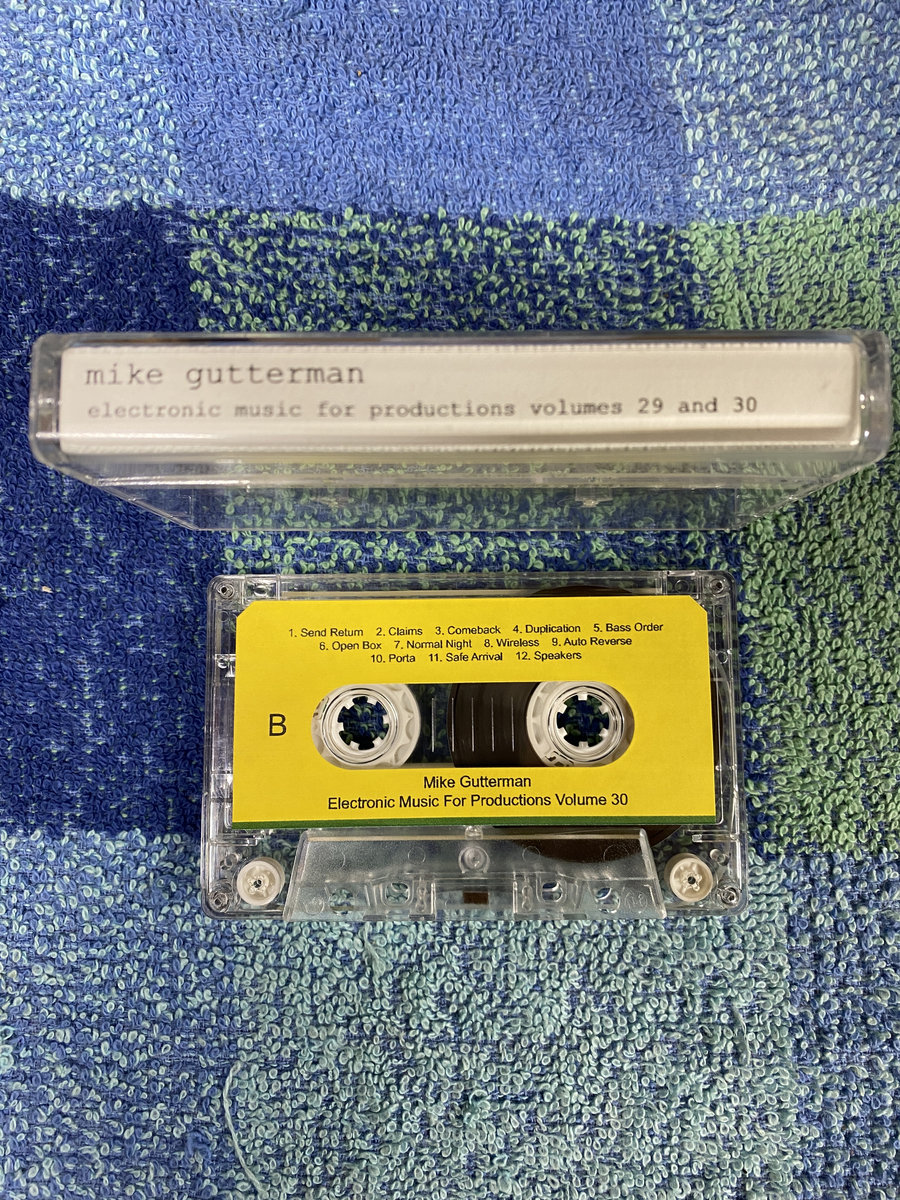 mike gutterman
electronic music for productions volumes 29 and 30
1. Send Return 2. Claims 3. Comeback 4. Duplication 5. Bass Order
6. Open Box 7. Normal Night 8. Wireless 9. Auto Reverse
10. Porta 11. Safe Arrival 12. Speakers
B
Mike Gutterman
Electronic Music For Productions Volume 30